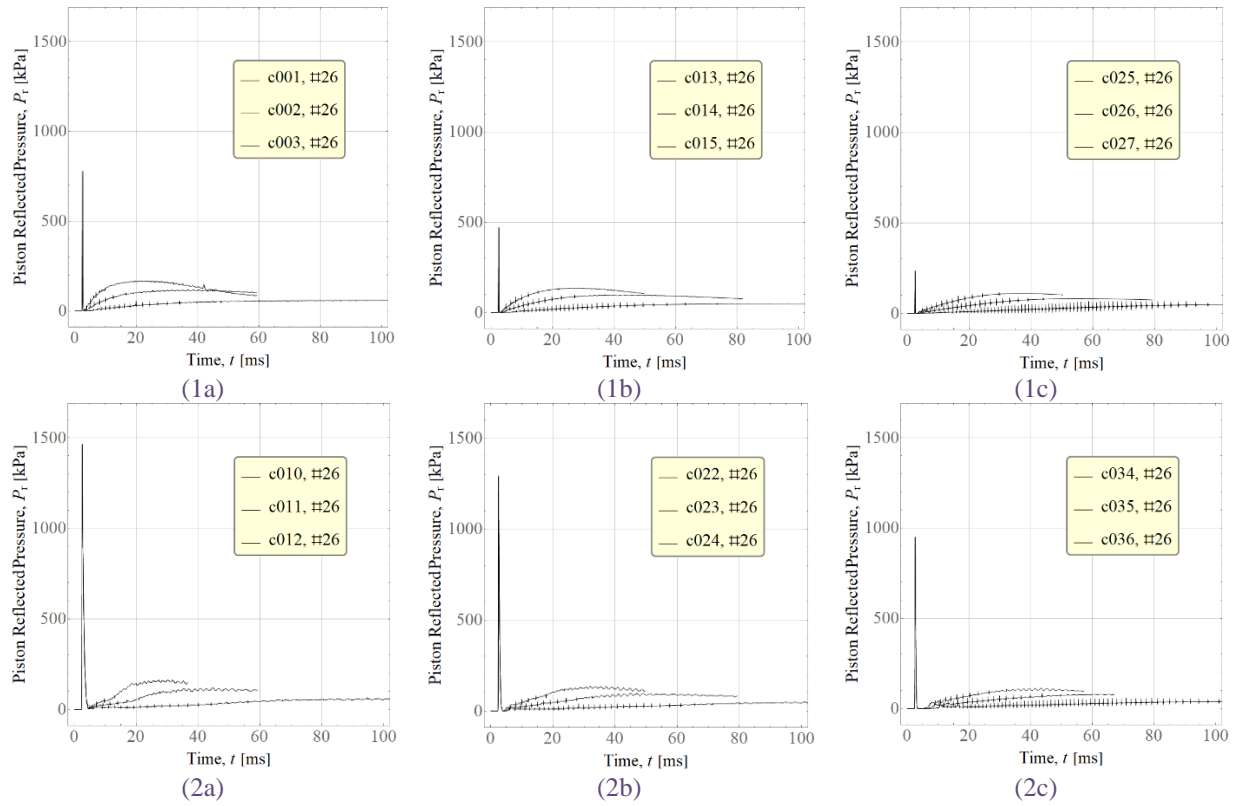 Piston Reflected Pressure, Pr [kPa]
1500
1000
500
0
c001, #26
c002, #26
c003, #26
0 20 40 60 80 100
Time, t [ms]
(1a)
Piston Reflected Pressure, Pr [kPa]
1500
1000
500
0
c013, #26
c014, #26
c015, #26
0 20 40 60 80 100
Time, t [ms]
(1b)
Piston Reflected Pressure, Pr [kPa]
1500
1000
500
0
c025, #26
c026, #26
c027, #26
0 20 40 60 80 100
Time, t [ms]
(1c)
Piston Reflected Pressure, Pr [kPa]
1500
1000
500
0
c010, #26
c011, #26
c012, #26
0 20 40 60 80 100
Time, t [ms]
(2a)
Piston Reflected Pressure, Pr [kPa]
1500
1000
500
0
c022, #26
c023, #26
c024, #26
0 20 40 60 80 100
Time, t [ms]
(2b)
Piston Reflected Pressure, Pr [kPa]
1500
1000
500
0
c034, #26
c035, #26
c036, #26
0 20 40 60 80 100
Time, t [ms]
(2c)